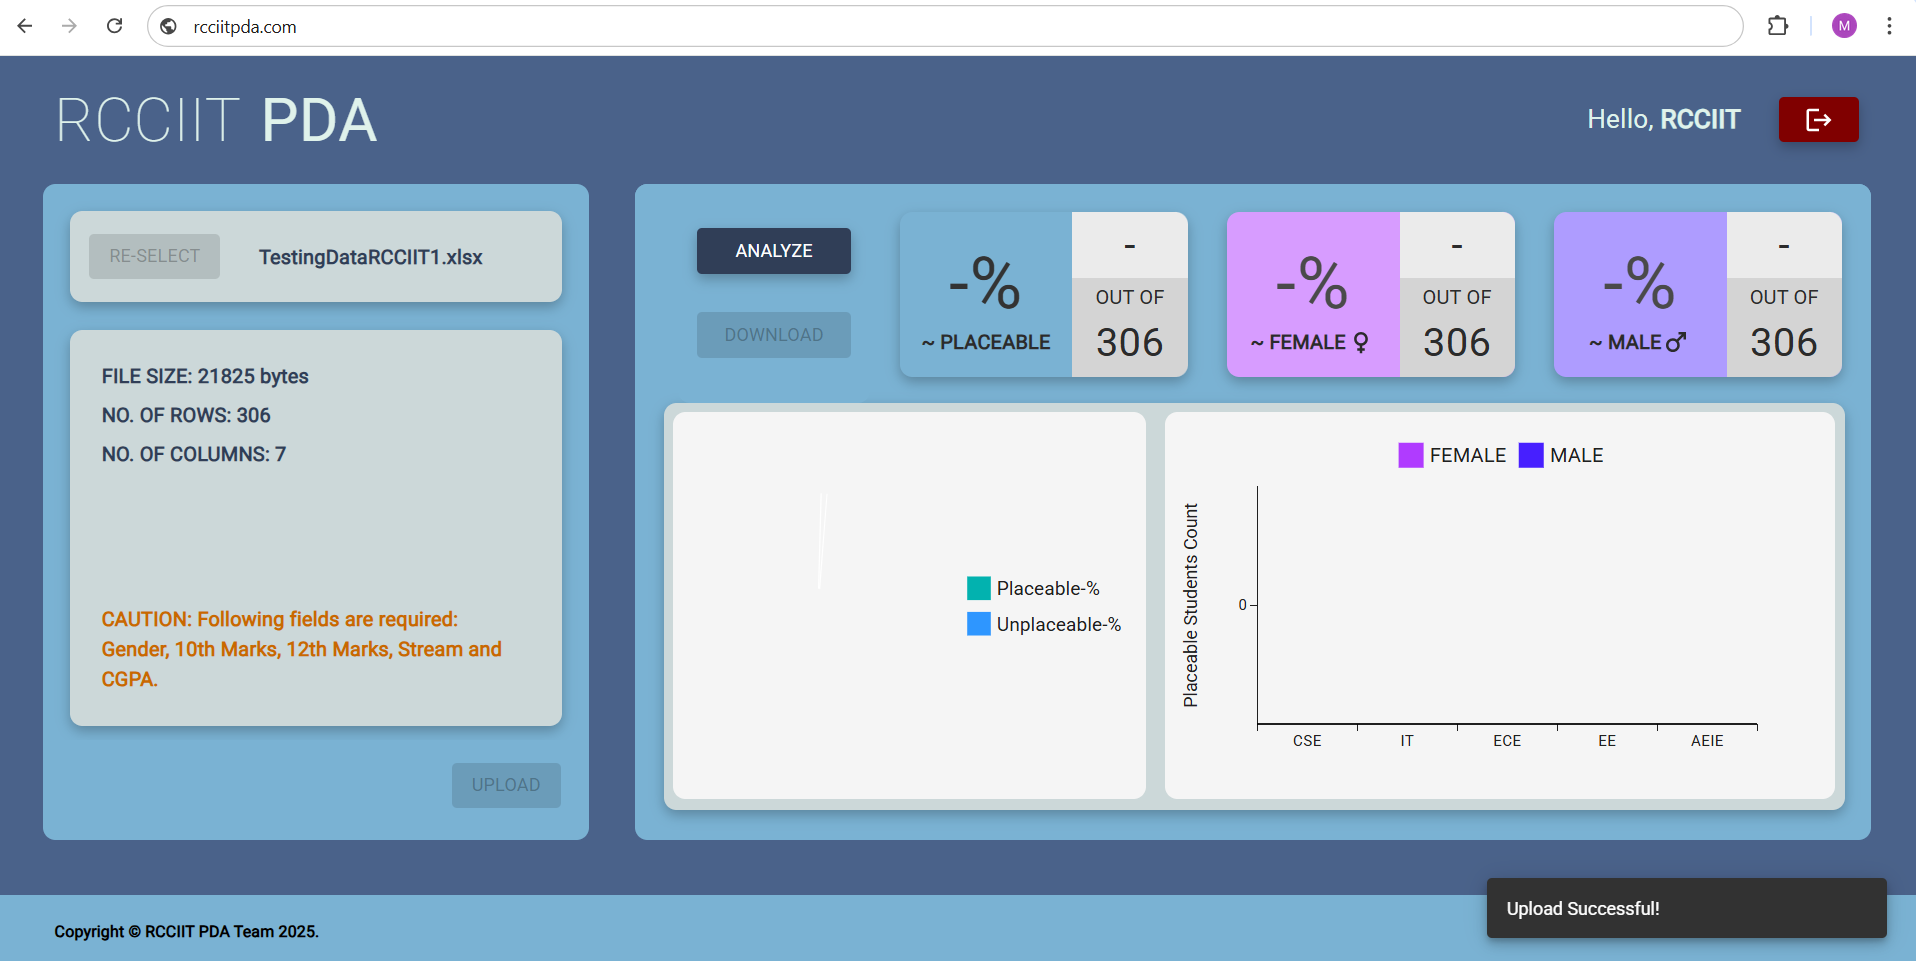 rcciitpda.com
M
RCCIIT PDA
Hello, RCCIIT
RE-SELECT
TestingDataRCCIIT1.xlsx
FILE SIZE: 21825 bytes
NO. OF ROWS: 306
NO. OF COLUMNS: 7
CAUTION: Following fields are required:
Gender, 10th Marks, 12th Marks, Stream and
CGPA.
UPLOAD
ANALYZE
DOWNLOAD
-%
~ PLACEABLE
-
OUT OF
306
-%
~ FEMALE ♀
-
OUT OF
306
-%
~ MALE ♂
-
OUT OF
306
Placeable-%
Unplaceable-%
FEMALE MALE
Placeable Students Count
0
CSE IT ECE EE AEIE
Copyright © RCCIIT PDA Team 2025.
Upload Successful!